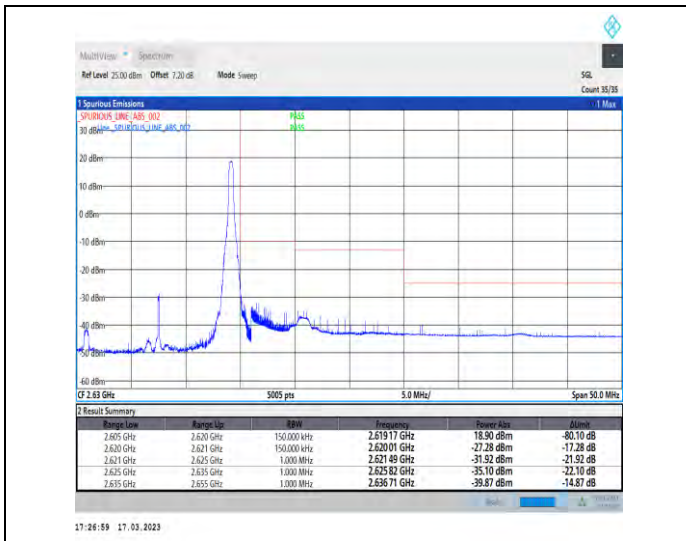 MultiView Spectrum
Ref Level 25.00 dBm Offset 7.20 dB Mode Sweep SGL
Count 35/35
1 Spurious Emissions 1 Max
_SPURIOUS_LINE_ABS_002 PASS
30 dBm Line _SPURIOUS_LINE_ABS_002 PASS
20 dBm
10 dBm
0 dBm
-10 dBm
-20 dBm
-30 dBm
-40 dBm
-50 dBm
-60 dBm
CF 2.63 GHz 5005 pts 5.0 MHz/ Span 50.0 MHz
2 Result Summary
Range Low Range Up RBW Frequency Power Abs ΔLimit
2.605 GHz 2.620 GHz 150.000 kHz 2.619 17 GHz 18.90 dBm -80.10 dB
2.620 GHz 2.621 GHz 150.000 kHz 2.620 01 GHz -27.28 dBm -17.28 dB
2.621 GHz 2.625 GHz 1.000 MHz 2.621 49 GHz -31.92 dBm -21.92 dB
2.625 GHz 2.635 GHz 1.000 MHz 2.625 82 GHz -35.10 dBm -22.10 dB
2.635 GHz 2.655 GHz 1.000 MHz 2.636 71 GHz -39.87 dBm -14.87 dB
17:26:59 17.03.2023